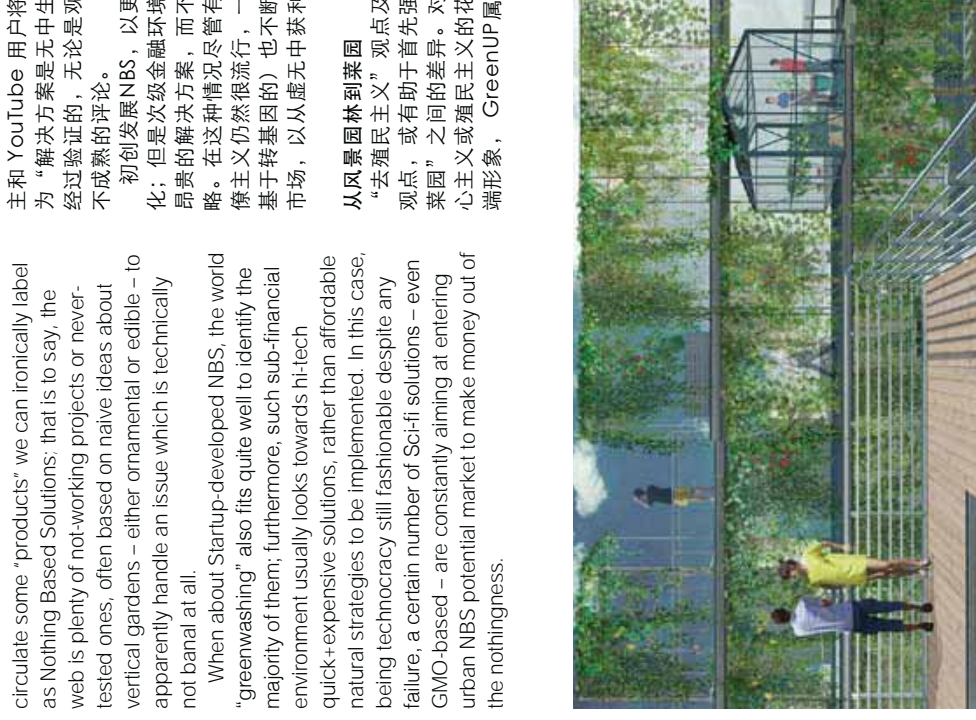 circulate some “products” we can ironically label
as Nothing Based Solutions; that is to say, the
web is plenty of not-working projects or never-
tested ones, often based on naive ideas about
vertical gardens – either ornamental or edible – to
apparently handle an issue which is technically
not banal at all.
When about Startup-developed NBS, the world
“greenwashing” also fits quite well to identify the
majority of them; furthermore, such sub-financial
environment usually looks towards hi-tech
quick+expensive solutions, rather than affordable
natural strategies to be implemented. In this case,
being technocracy still fashionable despite any
failure, a certain number of Sci-fi solutions – even
GMO-based – are constantly aiming at entering
urban NBS potential market to make money out of
the nothingness.
主和 YouTube 用户将
为“解决方案是无中生
经过验证的，无论是观
不成熟的评论。
初创发展NBS，以更
化；但是次级金融环境
昂贵的解决方案，而不
略。在这种情况尽管有
僚主义仍然很流行，一
基于转基因的）也不断
市场，以从虚无中获利
从风景园林到菜园
“去殖民主义”观点及
观点，或有助于首先强
菜园”之间的差异。对
心主义或殖民主义的花
端形象，GreenUP属